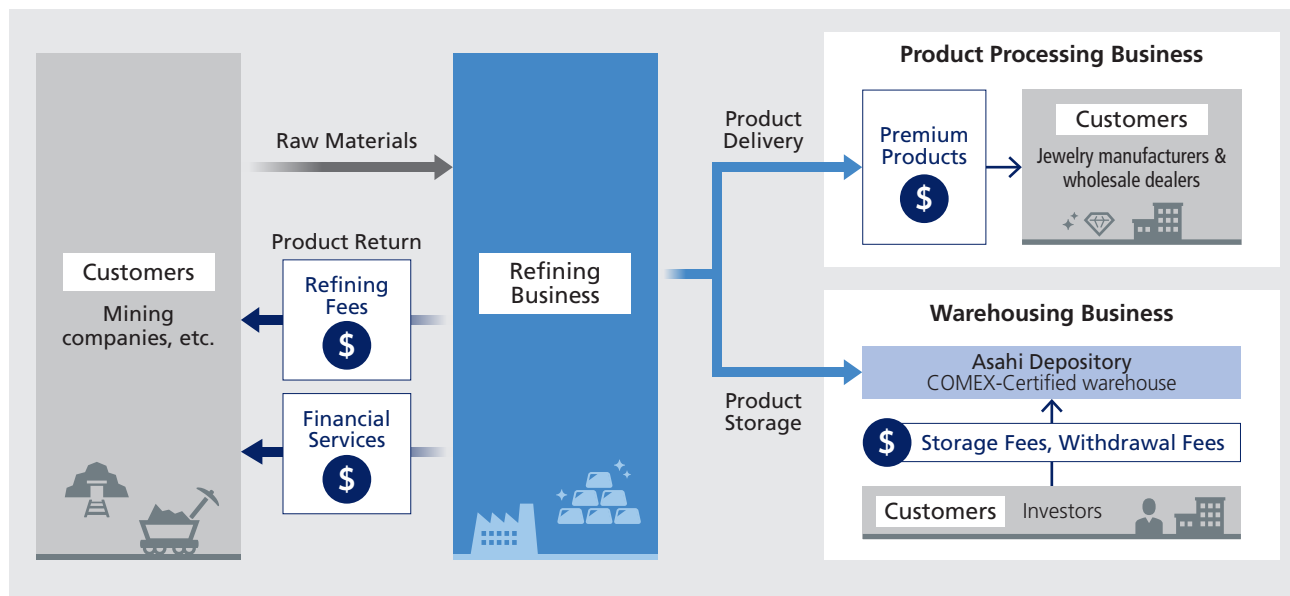 Customers
Mining
companies, etc.
Raw Materials
Product Return
Refining
Fees
$
Financial
Services
$
Refining
Business
Product
Delivery
Product
Storage
Product Processing Business
Premium
Products
$
Customers
Jewelry manufacturers &
wholesale dealers
Warehousing Business
Asahi Depository
COMEX-Certified warehouse
$ Storage Fees, Withdrawal Fees
Customers Investors